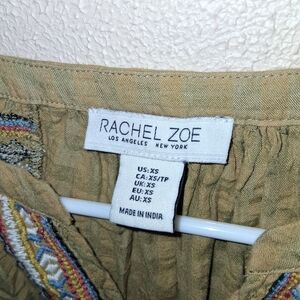 RACHEL ZOE
LOS ANGELES NEW YORK
US: XS
CA: XS/TP
UK: XS
EU: XS
AU: XS
MADE IN INDIA